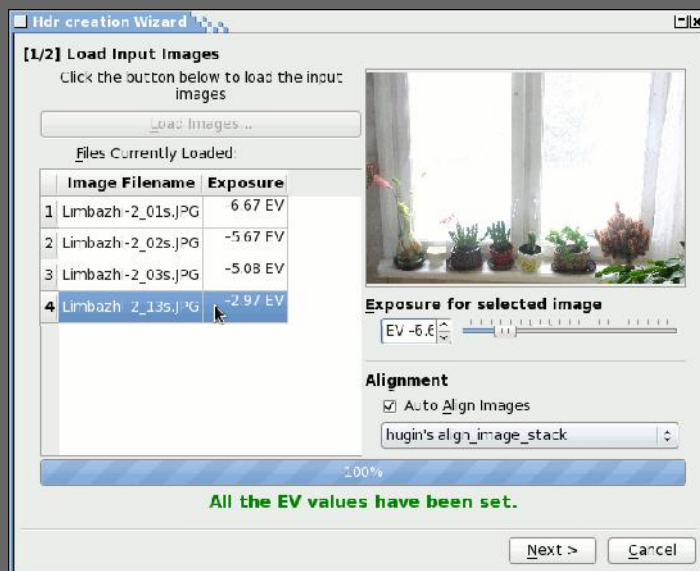 Hdr creation Wizard
[1/2] Load Input Images
Click the button below to load the input
images
Load Images...
Files Currently Loaded:
Image Filename Exposure
1 Limbazhi-2_01s.JPG -6.67 EV
2 Limbazhi-2_02s.JPG -5.67 EV
3 Limbazhi-2_03s.JPG -5.08 EV
4 Limbazhi-2_13s.JPG -2.97 EV
Exposure for selected image
EV -6.6
Alignment
Auto Align Images
hugin's align_image_stack
100%
All the EV values have been set.
Next >
Cancel